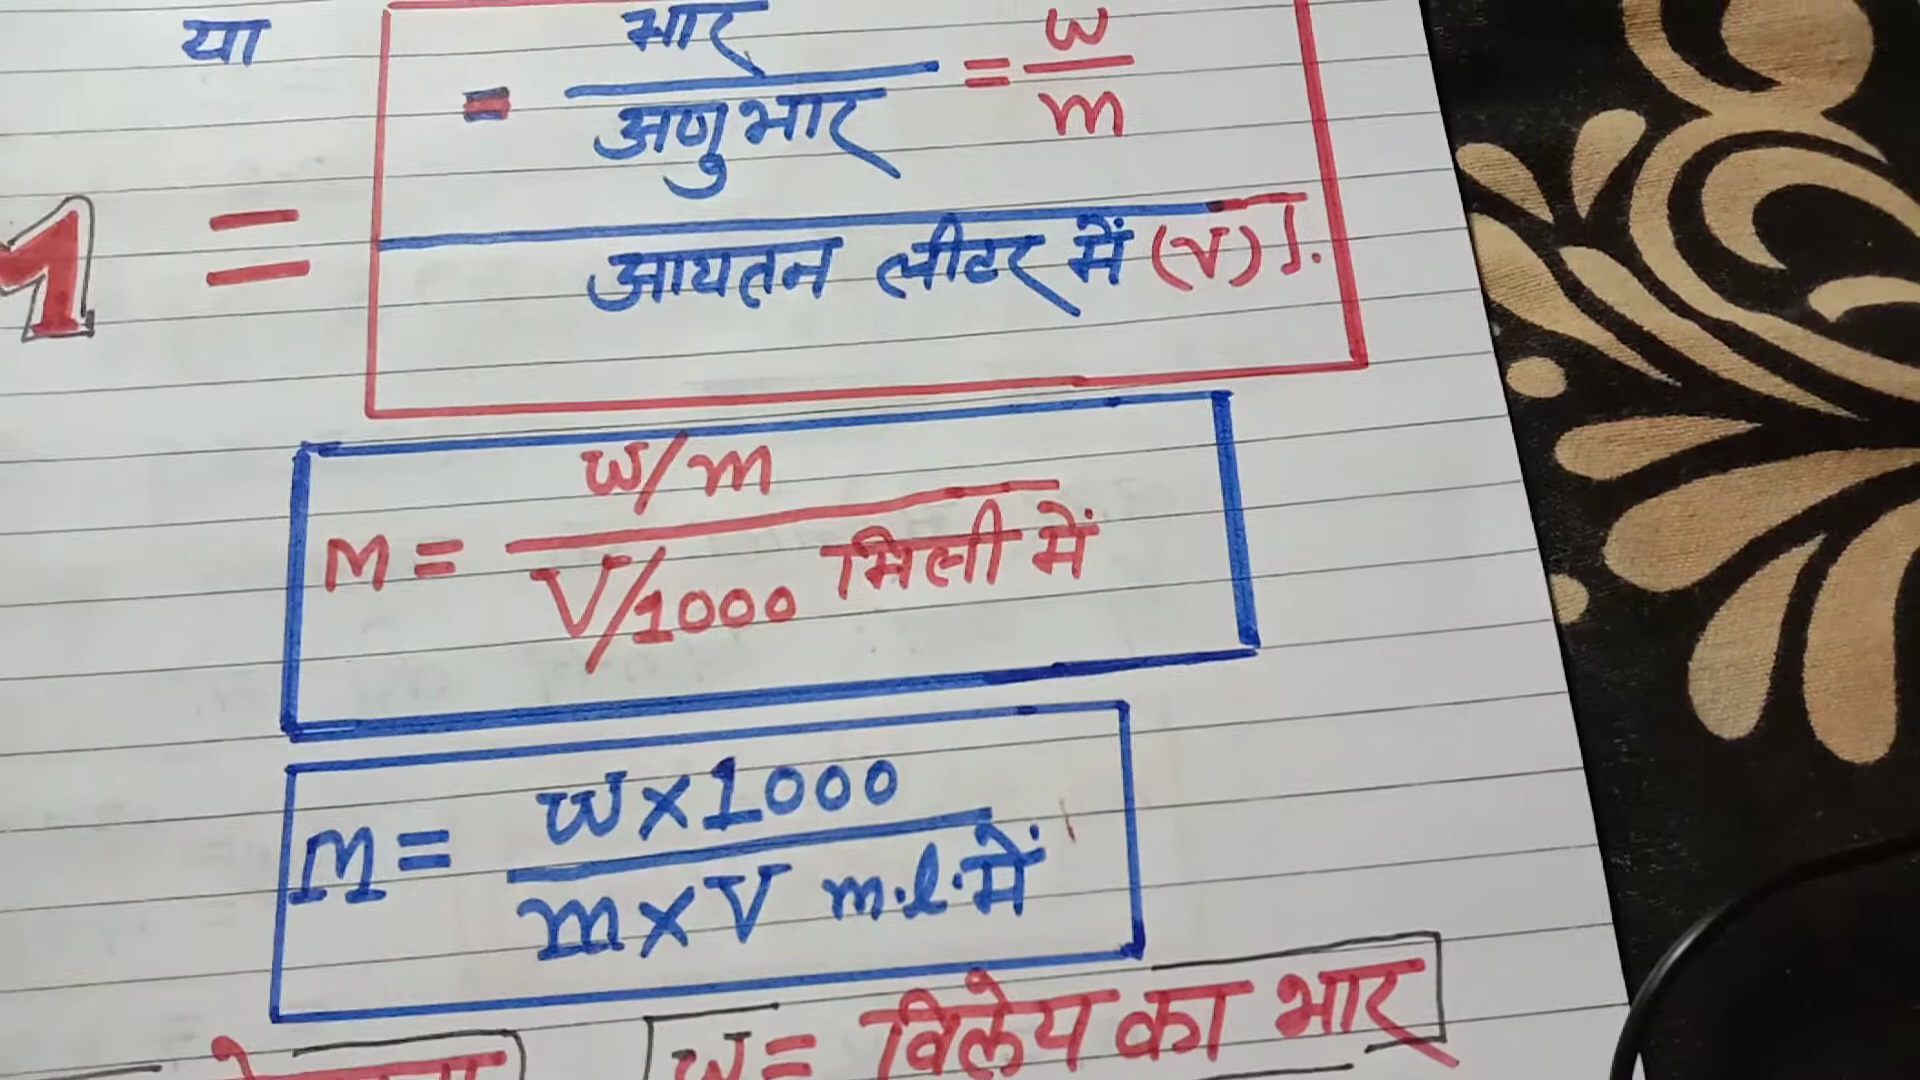 या
= भार / अणुभार = w / m
M =
आयतन लीटर में (V) l.
M = w/m / V/1000 मिली में
M = w×1000 / m×V m.l. में
w = विलेय का भार